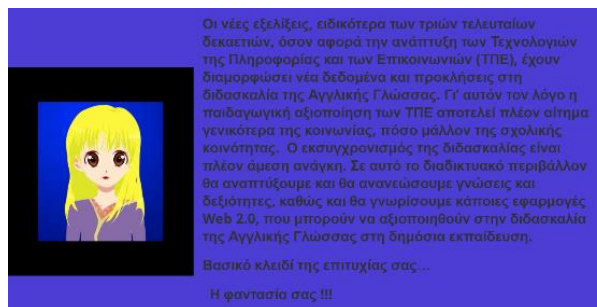 Οι νέες εξελίξεις, ειδικότερα των τριών τελευταίων
δεκαετιών, όσον αφορά την ανάπτυξη των Τεχνολογιών
της Πληροφορίας και των Επικοινωνιών (ΤΠΕ), έχουν
διαμορφώσει νέα δεδομένα και προκλήσεις στη
διδασκαλία της Αγγλικής Γλώσσας. Γι' αυτόν τον λόγο η
παιδαγωγική αξιοποίηση των ΤΠΕ αποτελεί πλέον αίτημα
γενικότερα της κοινωνίας, πόσο μάλλον της σχολικής
κοινότητας. Ο εκσυγχρονισμός της διδασκαλίας είναι
πλέον άμεση ανάγκη. Σε αυτό το διαδικτυακό περιβάλλον
θα αναπτύξουμε και θα ανανεώσουμε γνώσεις και
δεξιότητες, καθώς και θα γνωρίσουμε κάποιες εφαρμογές
Web 2.0, που μπορούν να αξιοποιηθούν στην διδασκαλία
της Αγγλικής Γλώσσας στη δημόσια εκπαίδευση.
Βασικό κλειδί της επιτυχίας σας...
Η φαντασία σας !!!